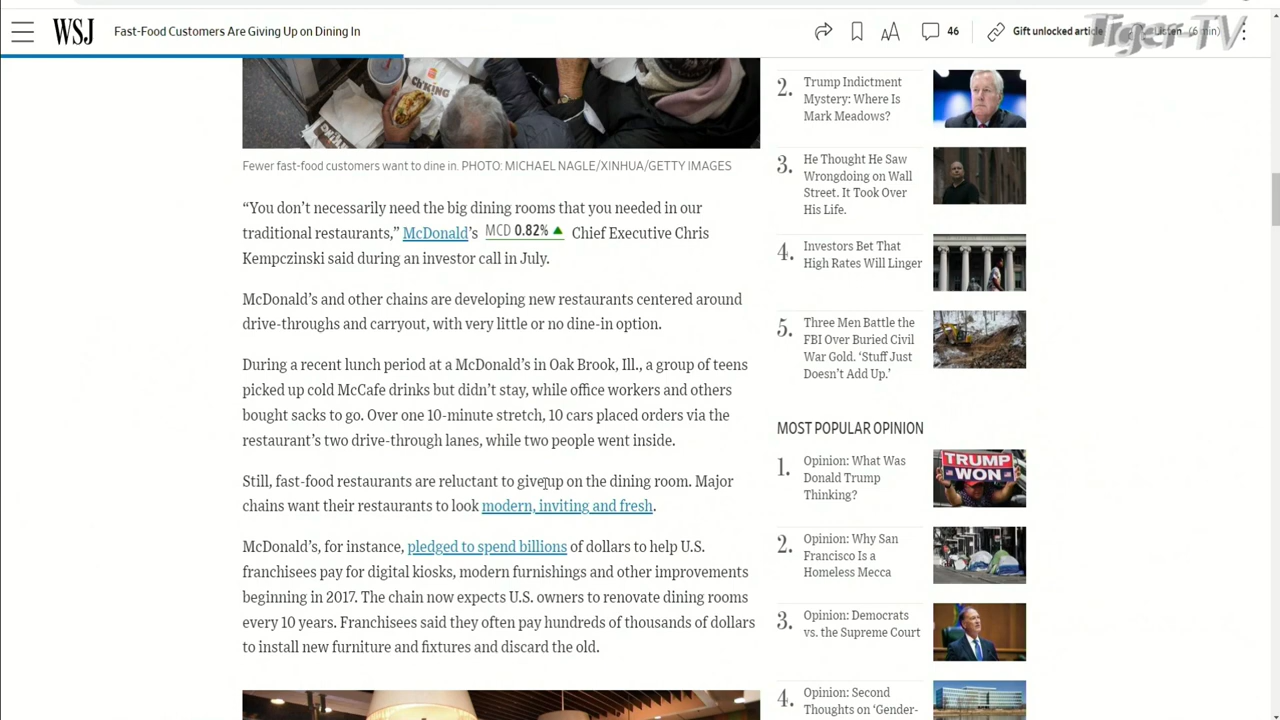 WSJ
Fast-Food Customers Are Giving Up on Dining In
46
Gift unlocked article
Listen (6 min)
Tiger-TV
CH'KING
Fewer fast-food customers want to dine in. PHOTO: MICHAEL NAGLE/XINHUA/GETTY IMAGES
“You don’t necessarily need the big dining rooms that you needed in our
traditional restaurants,” McDonald’s MCD 0.82% ▲ Chief Executive Chris
Kempczinski said during an investor call in July.
McDonald’s and other chains are developing new restaurants centered around
drive-throughs and carryout, with very little or no dine-in option.
During a recent lunch period at a McDonald’s in Oak Brook, Ill., a group of teens
picked up cold McCafe drinks but didn’t stay, while office workers and others
bought sacks to go. Over one 10-minute stretch, 10 cars placed orders via the
restaurant’s two drive-through lanes, while two people went inside.
Still, fast-food restaurants are reluctant to give up on the dining room. Major
chains want their restaurants to look modern, inviting and fresh.
McDonald’s, for instance, pledged to spend billions of dollars to help U.S.
franchisees pay for digital kiosks, modern furnishings and other improvements
beginning in 2017. The chain now expects U.S. owners to renovate dining rooms
every 10 years. Franchisees said they often pay hundreds of thousands of dollars
to install new furniture and fixtures and discard the old.
2.
Trump Indictment
Mystery: Where Is
Mark Meadows?
3.
He Thought He Saw
Wrongdoing on Wall
Street. It Took Over
His Life.
4.
Investors Bet That
High Rates Will Linger
5.
Three Men Battle the
FBI Over Buried Civil
War Gold. ‘Stuff Just
Doesn’t Add Up.’
MOST POPULAR OPINION
1.
Opinion: What Was
Donald Trump
Thinking?
TRUMP
WON
2.
Opinion: Why San
Francisco Is a
Homeless Mecca
3.
Opinion: Democrats
vs. the Supreme Court
4.
Opinion: Second
Thoughts on ‘Gender-